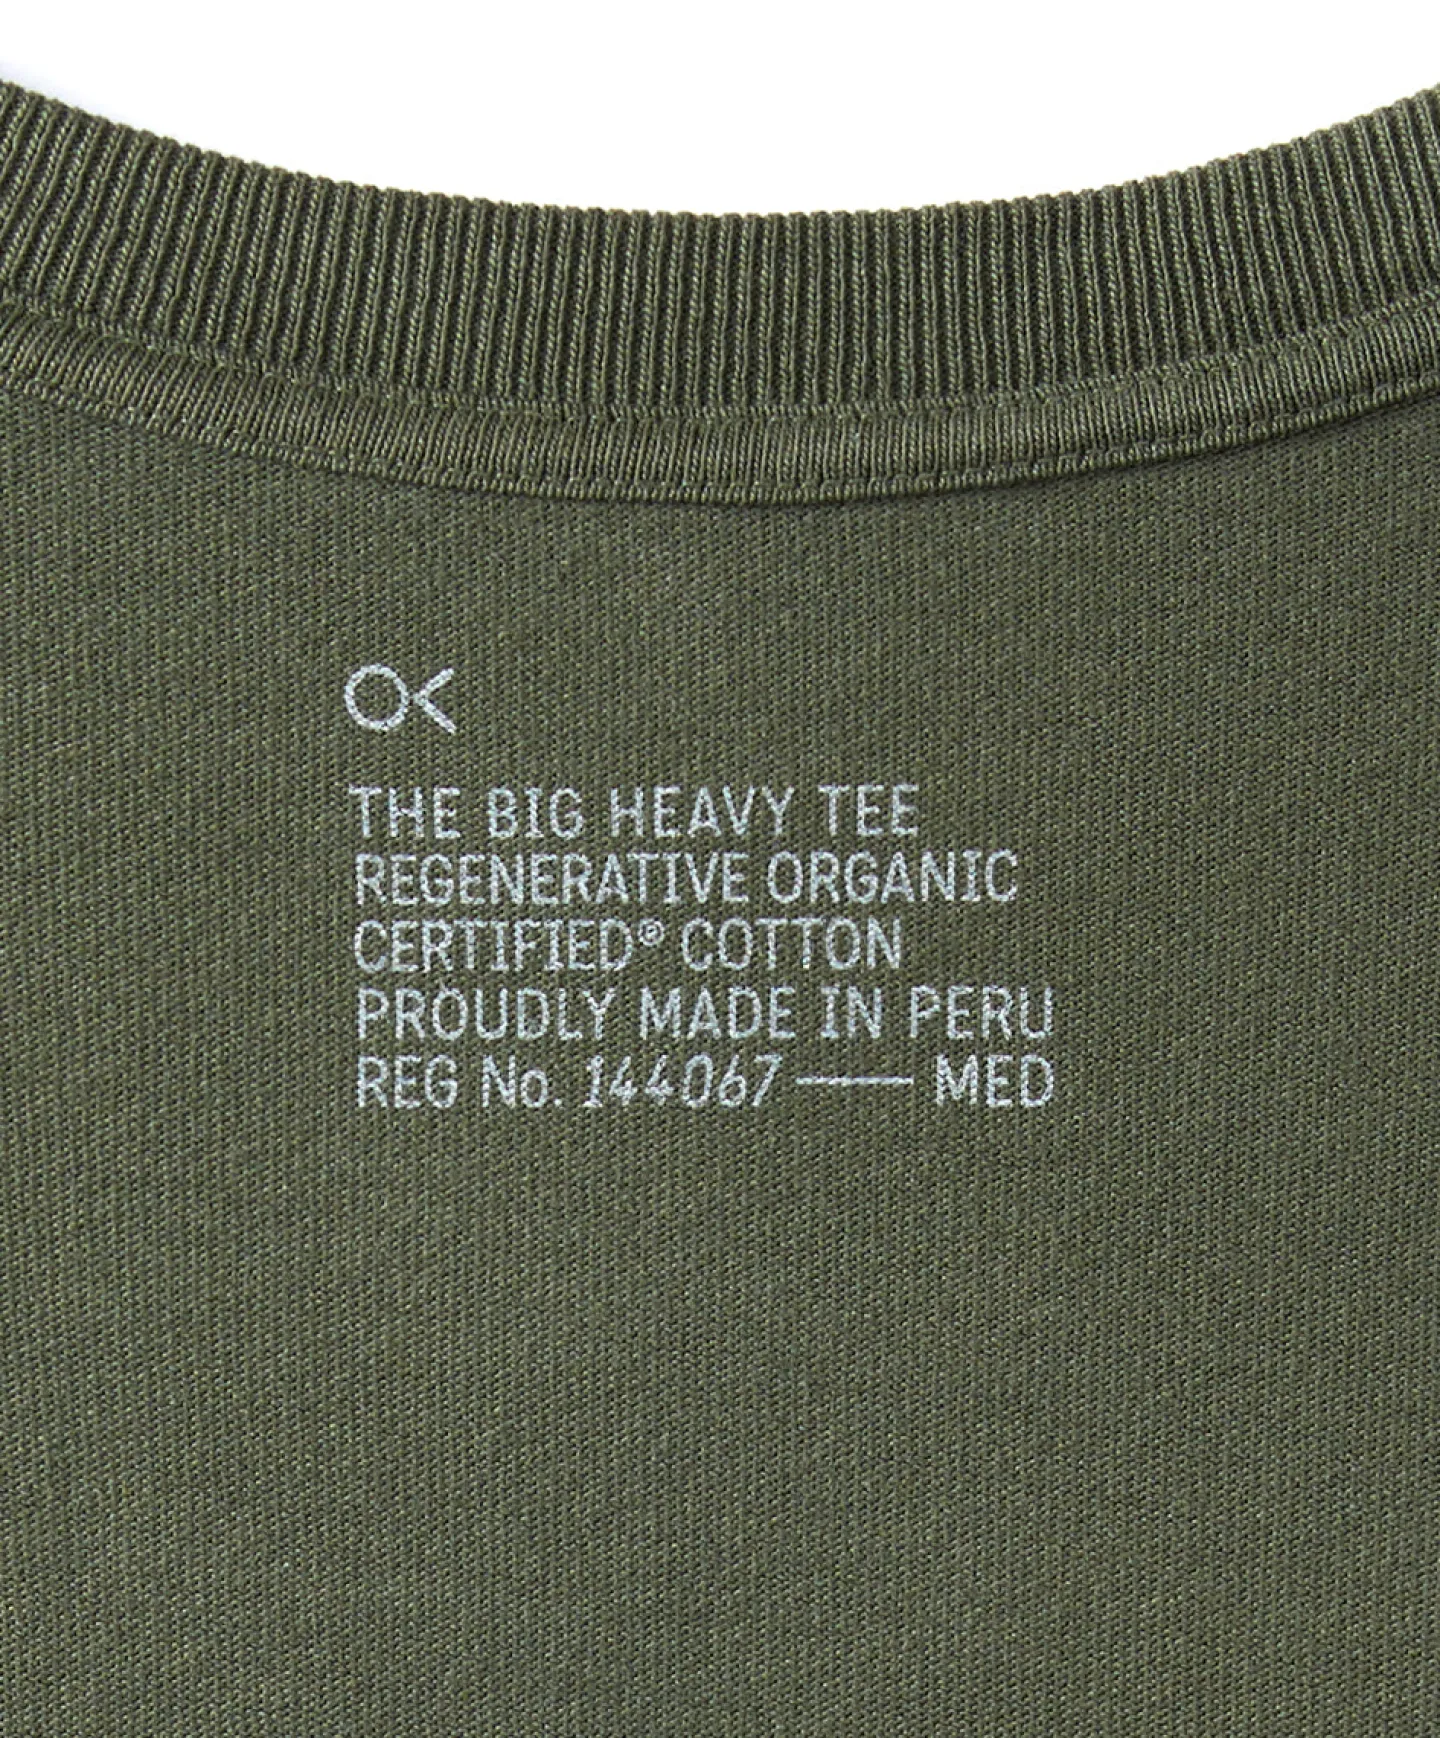 THE BIG HEAVY TEE
REGENERATIVE ORGANIC
CERTIFIED® COTTON
PROUDLY MADE IN PERU
REG No. 144067 — MED